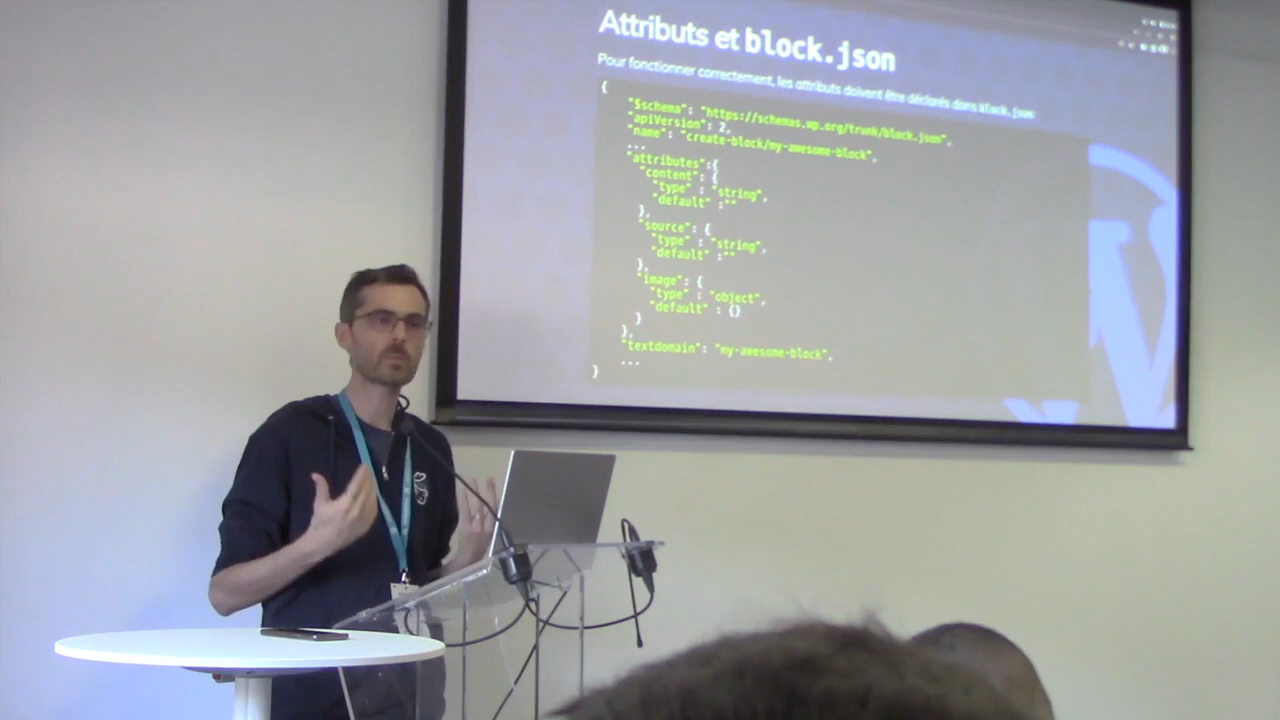 Attributs et block.json
Pour fonctionner correctement, les attributs doivent être déclarés dans block.json
{
"$schema": "https://schemas.wp.org/trunk/block.json",
"apiVersion": 2,
"name": "create-block/my-awesome-block",
...
"attributes":{
"content": {
"type" : "string",
"default" :""
},
"source": {
"type" : "string",
"default" :""
},
"image": {
"type" : "object",
"default" : {}
}
},
"textdomain": "my-awesome-block",
...
}